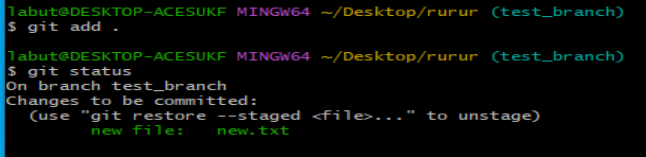 labut@DESKTOP-ACESUKF MINGW64 ~/Desktop/rurur (test_branch)
$ git add .
labut@DESKTOP-ACESUKF MINGW64 ~/Desktop/rurur (test_branch)
$ git status
On branch test_branch
Changes to be committed:
  (use "git restore --staged <file>..." to unstage)
        new file:   new.txt